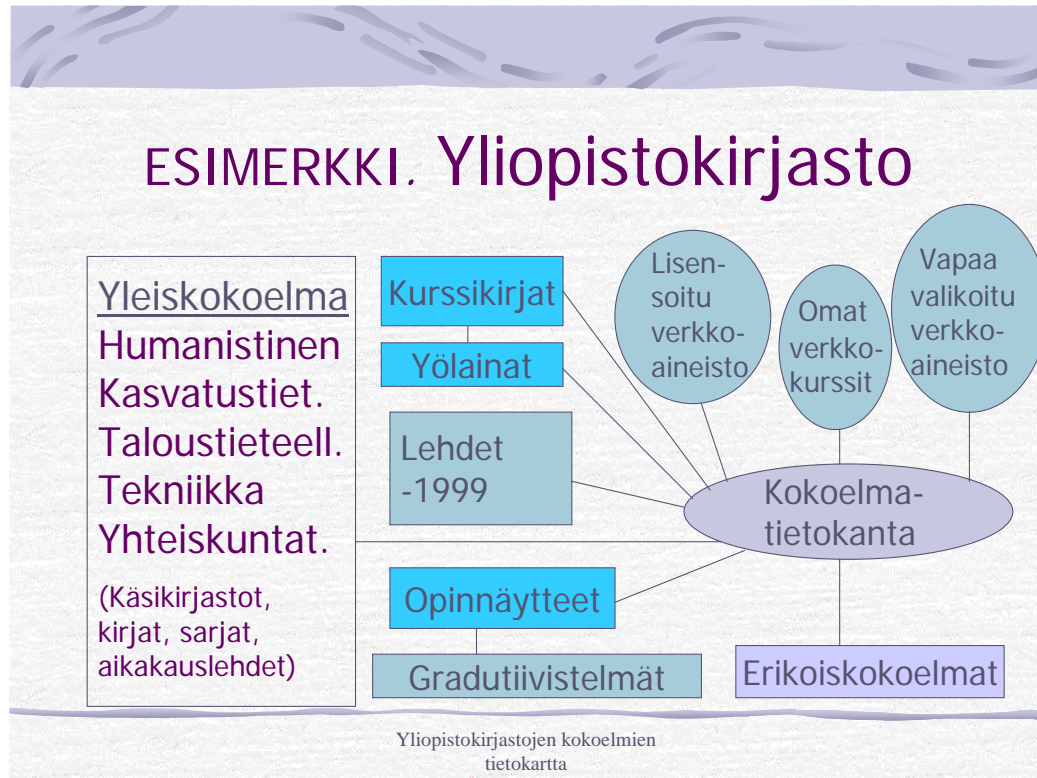 ESIMERKKI. Yliopistokirjasto
Yleiskokoelma
Humanistinen
Kasvatustiet.
Taloustieteell.
Tekniikka
Yhteiskuntat.
(Käsikirjastot,
kirjat, sarjat,
aikakauslehdet)
Kurssikirjat
Yölainat
Lehdet
-1999
Opinnäytteet
Gradutiivistelmät
Lisen-
soitu
verkko-
aineisto
Omat
verkko-
kurssit
Vapaa
valikoitu
verkko-
aineisto
Kokoelma-
tietokanta
Erikoiskokoelmat
Yliopistokirjastojen kokoelmien
tietokartta